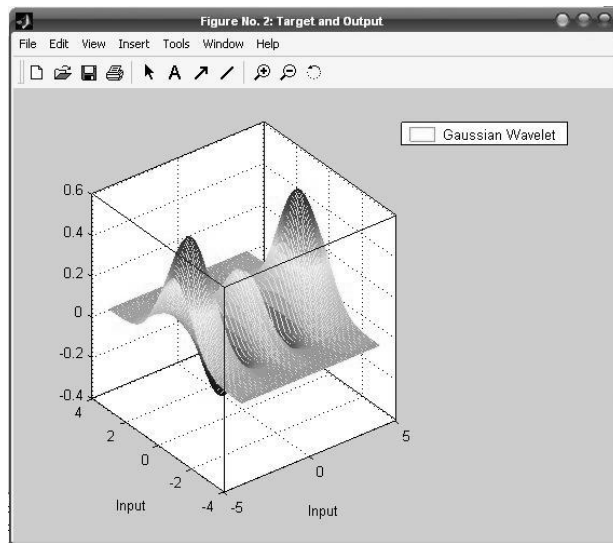 Figure No. 2: Target and Output
File Edit View Insert Tools Window Help
A
Gaussian Wavelet
0.6
0.4
0.2
0
-0.2
-0.4
4
2
0
-2
-4
-5
0
5
Input
Input